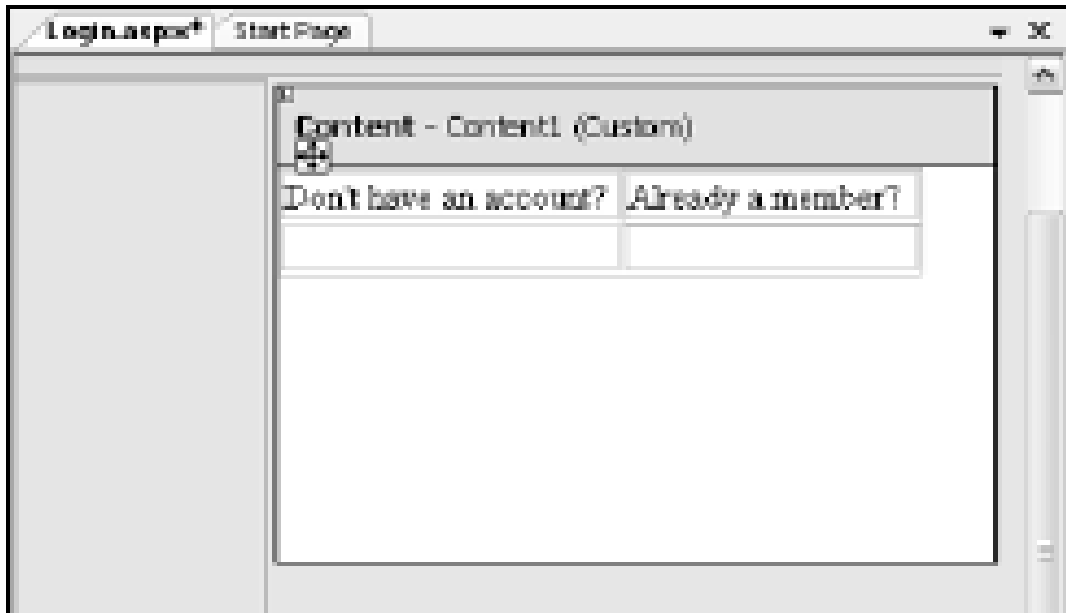 Login.aspx* Start Page
Content - Content1 (Custom)
Don't have an account? Already a member?